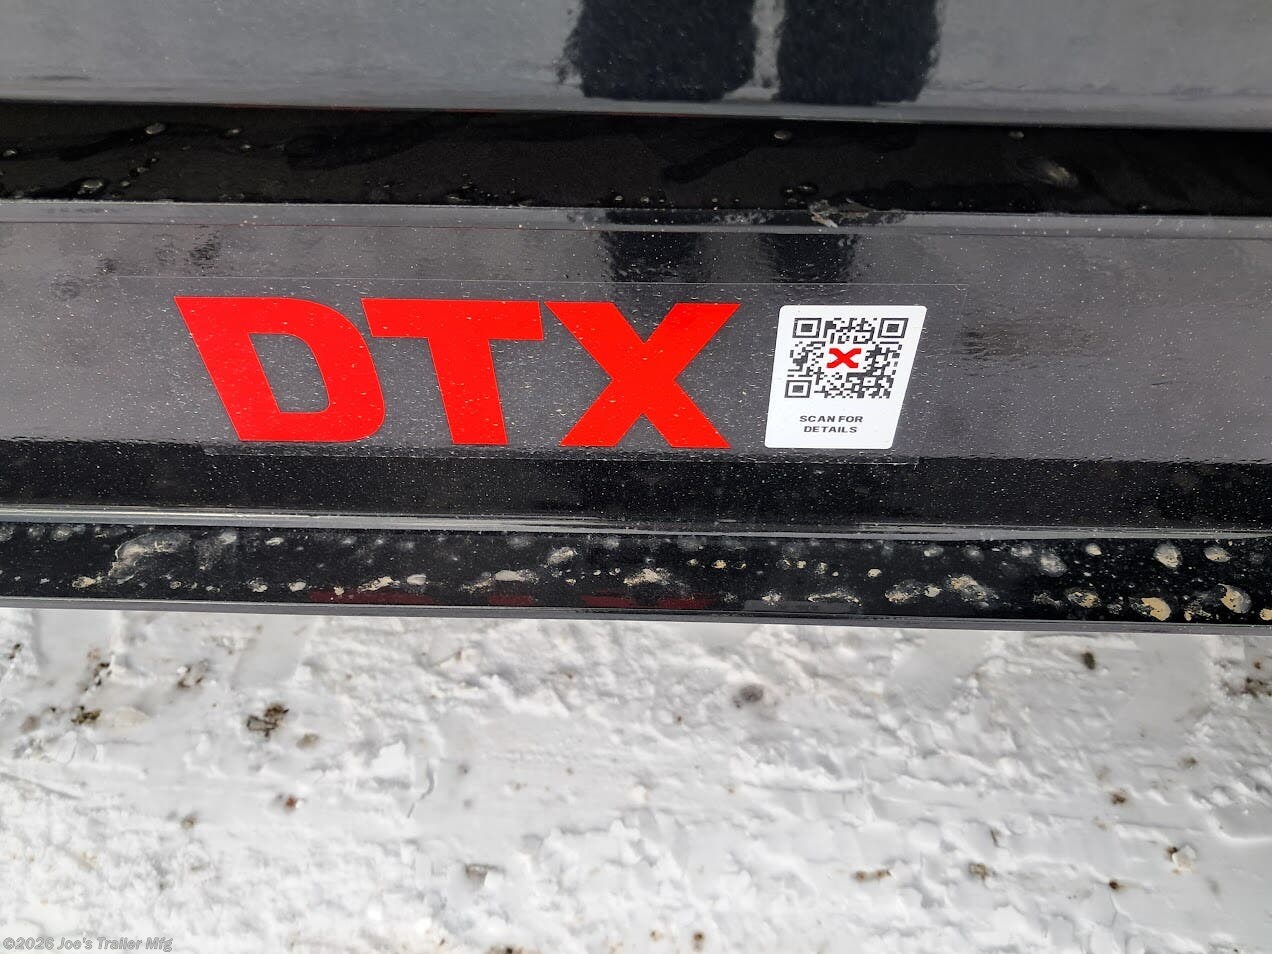 DTX
SCAN FOR
DETAILS
©2026 Joe's Trailer Mfg